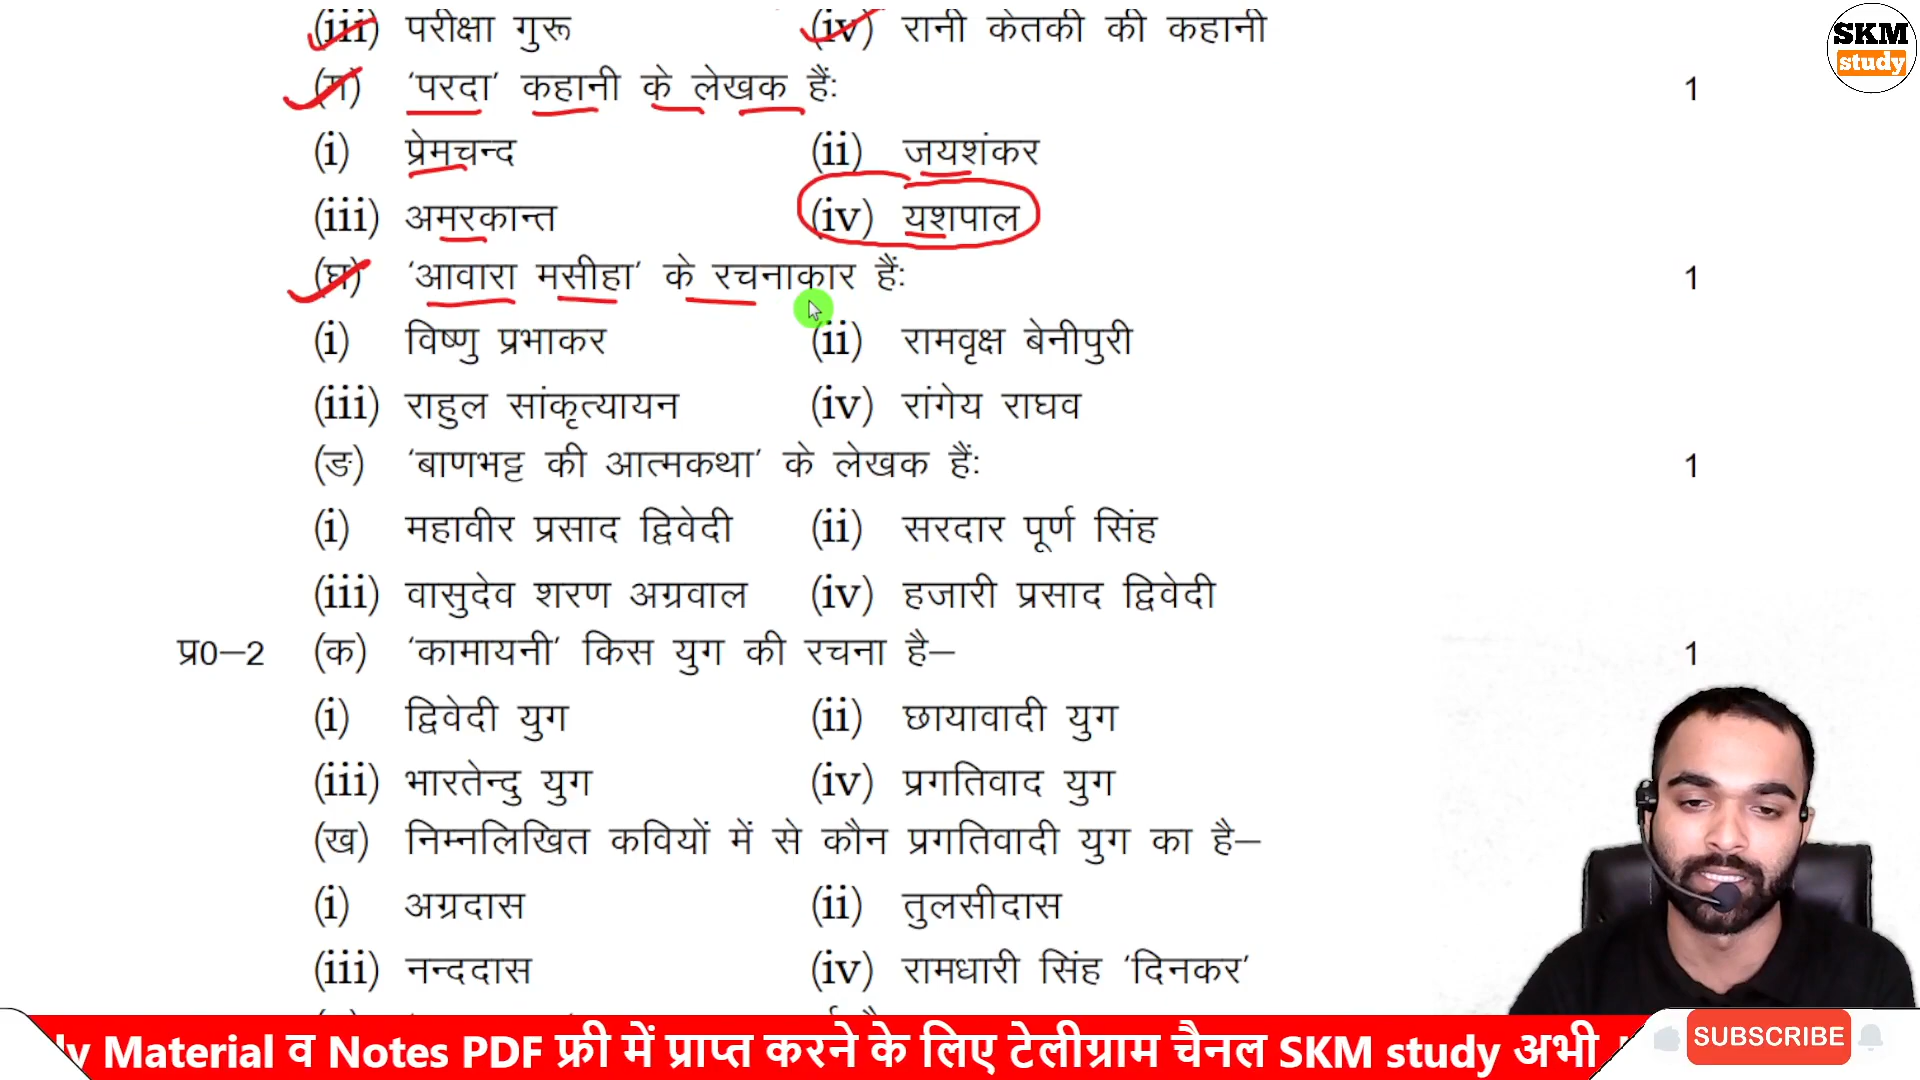 (iii) परीक्षा गुरू (iv) रानी केतकी की कहानी
(ग) ‘परदा’ कहानी के लेखक हैं: 1
(i) प्रेमचन्द (ii) जयशंकर
(iii) अमरकान्त (iv) यशपाल
(घ) ‘आवारा मसीहा’ के रचनाकार हैं: 1
(i) विष्णु प्रभाकर (ii) रामवृक्ष बेनीपुरी
(iii) राहुल सांकृत्यायन (iv) रांगेय राघव
(ङ) ‘बाणभट्ट की आत्मकथा’ के लेखक हैं: 1
(i) महावीर प्रसाद द्विवेदी (ii) सरदार पूर्ण सिंह
(iii) वासुदेव शरण अग्रवाल (iv) हजारी प्रसाद द्विवेदी
प्र0–2 (क) ‘कामायनी’ किस युग की रचना है– 1
(i) द्विवेदी युग (ii) छायावादी युग
(iii) भारतेन्दु युग (iv) प्रगतिवाद युग
(ख) निम्नलिखित कवियों में से कौन प्रगतिवादी युग का है–
(i) अग्रदास (ii) तुलसीदास
(iii) नन्ददास (iv) रामधारी सिंह ‘दिनकर’
SKM
study
Material व Notes PDF फ्री में प्राप्त करने के लिए टेलीग्राम चैनल SKM study अभी
SUBSCRIBE